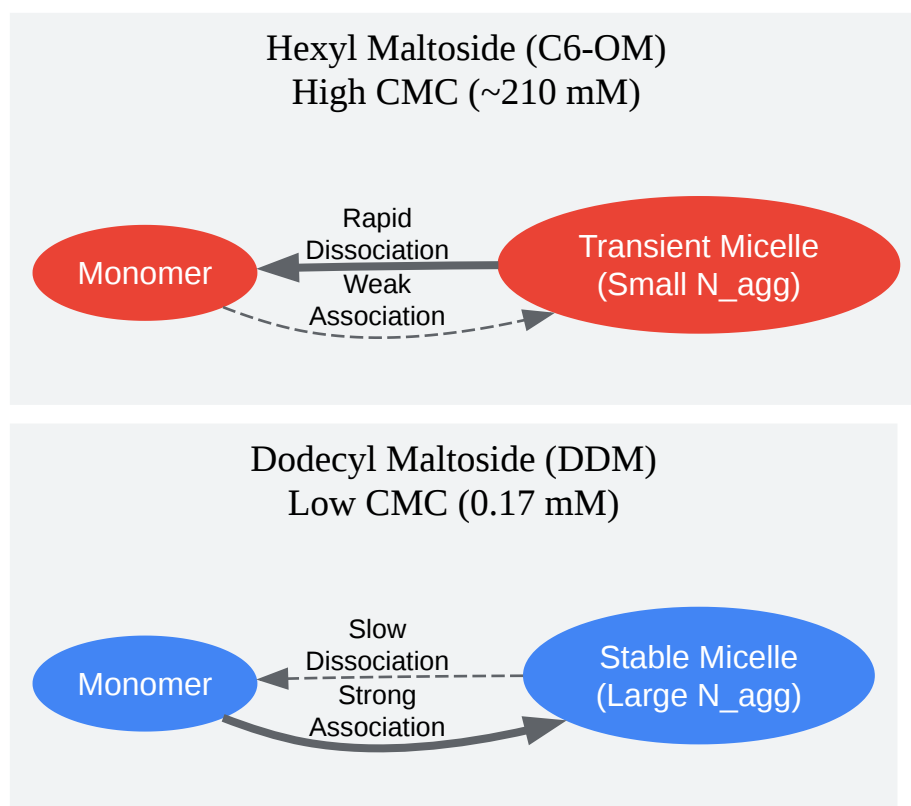 Hexyl Maltoside (C6-OM)
High CMC (~210 mM)
Rapid
Dissociation
Monomer
Transient Micelle
(Small N_agg)
Weak
Association
Dodecyl Maltoside (DDM)
Low CMC (0.17 mM)
Slow
Dissociation
Monomer
Stable Micelle
(Large N_agg)
Strong
Association